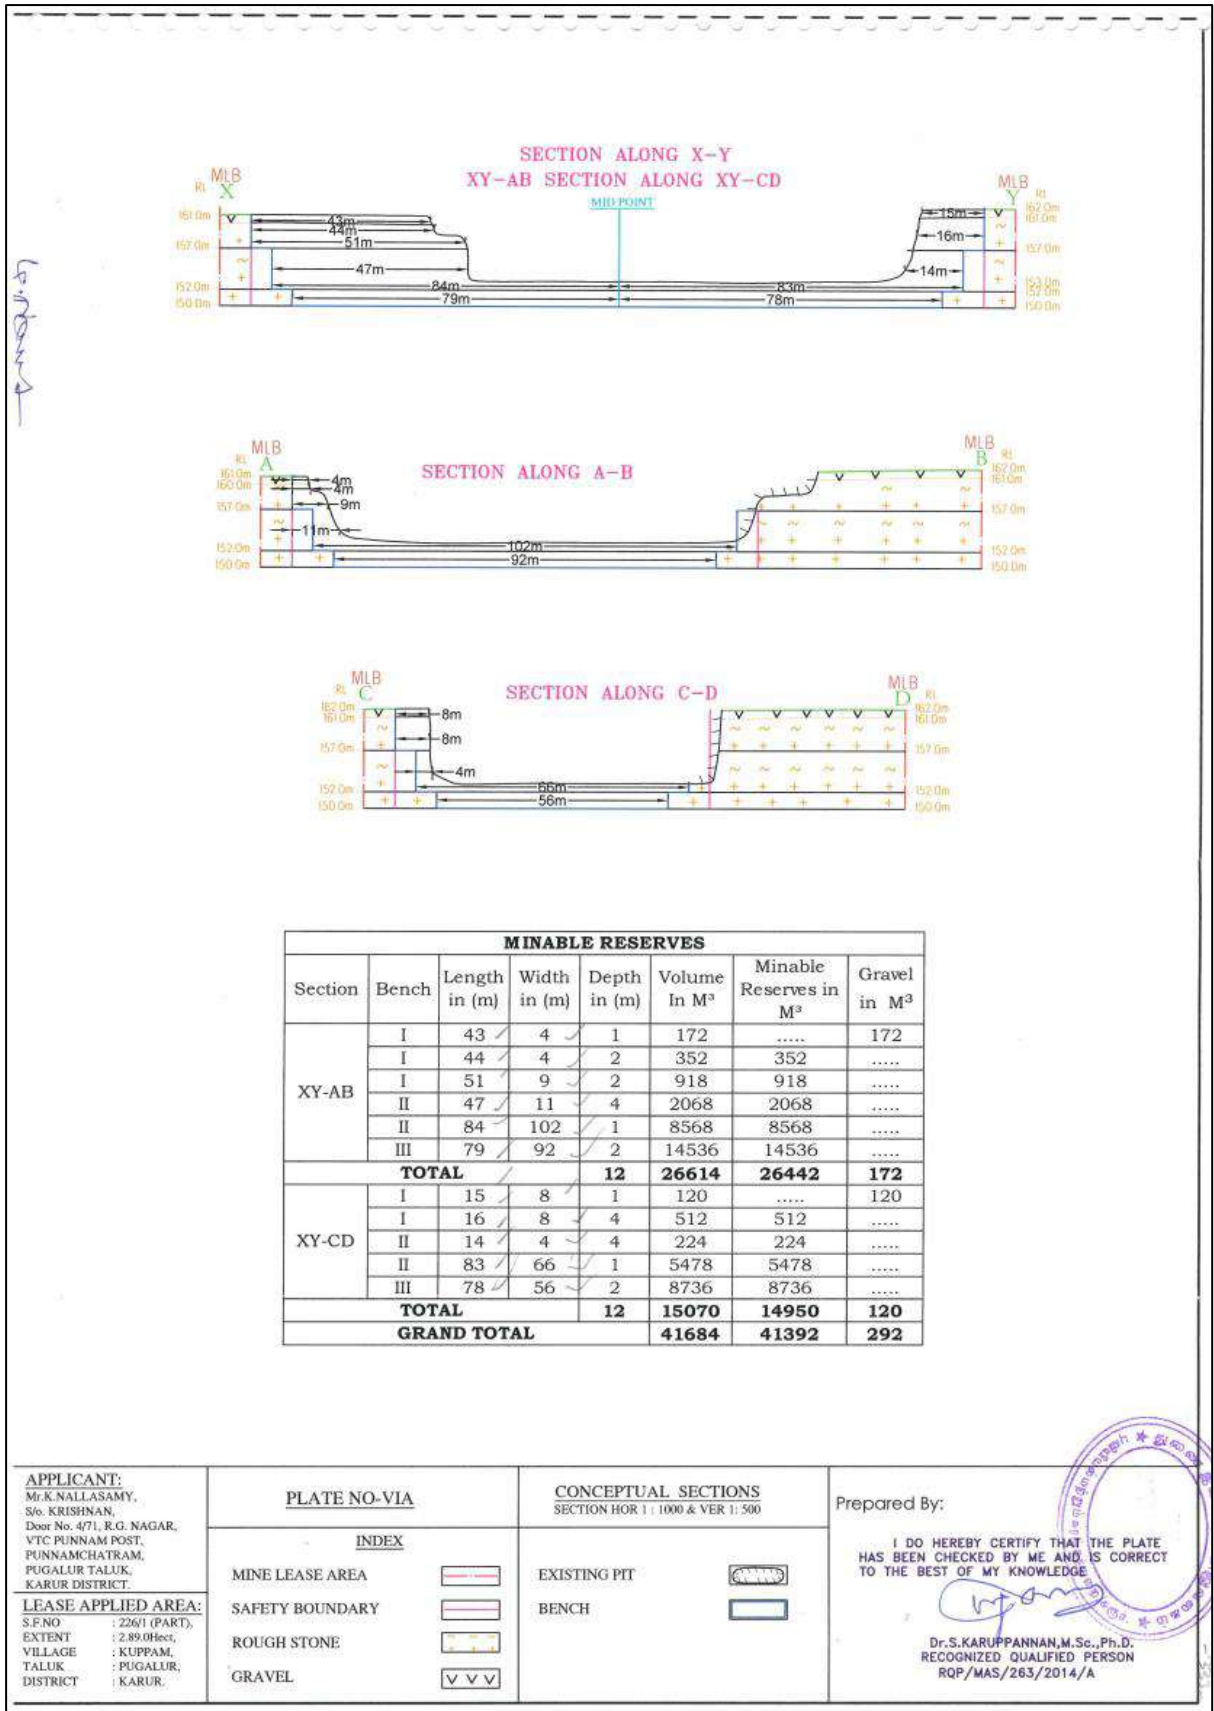 SECTION ALONG X-Y
XY-AB SECTION ALONG XY-CD
MID POINT
MLB
RL
X
161.0m
157.0m
152.0m
150.0m
43m
44m
51m
47m
84m
79m
83m
78m
15m
16m
14m
MLB
RL
Y
162.0m
161.0m
157.0m
153.0m
152.0m
150.0m
SECTION ALONG A-B
MLB
RL
A
161.0m
160.0m
157.0m
152.0m
150.0m
4m
4m
9m
11m
102m
92m
MLB
RL
B
162.0m
161.0m
157.0m
152.0m
150.0m
SECTION ALONG C-D
MLB
RL
C
162.0m
161.0m
157.0m
152.0m
150.0m
8m
8m
4m
66m
56m
MLB
RL
D
162.0m
161.0m
157.0m
152.0m
150.0m
MINABLE RESERVES
Section Bench Length in (m) Width in (m) Depth in (m) Volume In M³ Minable Reserves in M³ Gravel in M³
XY-AB
I 43 4 1 172 ..... 172
I 44 4 2 352 352 .....
I 51 9 2 918 918 .....
II 47 11 4 2068 2068 .....
II 84 102 1 8568 8568 .....
III 79 92 2 14536 14536 .....
TOTAL 12 26614 26442 172
XY-CD
I 15 8 1 120 ..... 120
I 16 8 4 512 512 .....
II 14 4 4 224 224 .....
II 83 66 1 5478 5478 .....
III 78 56 2 8736 8736 .....
TOTAL 12 15070 14950 120
GRAND TOTAL 41684 41392 292
APPLICANT:
Mr.K.NALLASAMY,
S/o. KRISHNAN,
Door No. 4/71, R.G. NAGAR,
VTC PUNNAM POST,
PUNNAMCHATRAM,
PUGALUR TALUK,
KARUR DISTRICT.
LEASE APPLIED AREA:
S.F.NO : 226/1 (PART),
EXTENT : 2.89.0Hect,
VILLAGE : KUPPAM,
TALUK : PUGALUR,
DISTRICT : KARUR.
PLATE NO-VIA
INDEX
MINE LEASE AREA
SAFETY BOUNDARY
ROUGH STONE
GRAVEL
CONCEPTUAL SECTIONS
SECTION HOR 1 : 1000 & VER 1: 500
EXISTING PIT
BENCH
Prepared By:
I DO HEREBY CERTIFY THAT THE PLATE
HAS BEEN CHECKED BY ME AND IS CORRECT
TO THE BEST OF MY KNOWLEDGE
Dr.S.KARUPPANNAN,M.Sc.,Ph.D.
RECOGNIZED QUALIFIED PERSON
RQP/MAS/263/2014/A